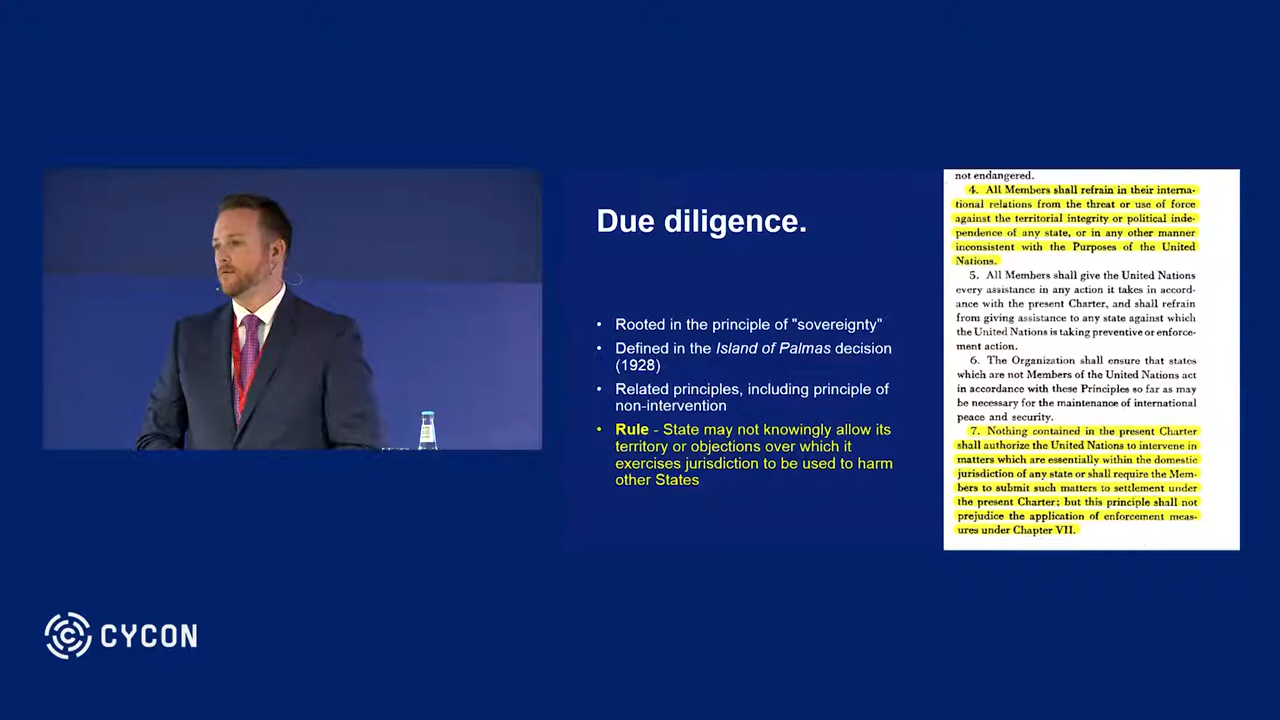 Due diligence.
• Rooted in the principle of "sovereignty"
• Defined in the Island of Palmas decision
(1928)
• Related principles, including principle of
non-intervention
• Rule - State may not knowingly allow its
territory or objections over which it
exercises jurisdiction to be used to harm
other States
not endangered.
4. All Members shall refrain in their interna-
tional relations from the threat or use of force
against the territorial integrity or political inde-
pendence of any state, or in any other manner
inconsistent with the Purposes of the United
Nations.
5. All Members shall give the United Nations
every assistance in any action it takes in accord-
ance with the present Charter, and shall refrain
from giving assistance to any state against which
the United Nations is taking preventive or enforce-
ment action.
6. The Organization shall ensure that states
which are not Members of the United Nations act
in accordance with these Principles so far as may
be necessary for the maintenance of international
peace and security.
7. Nothing contained in the present Charter
shall authorize the United Nations to intervene in
matters which are essentially within the domestic
jurisdiction of any state or shall require the Mem-
bers to submit such matters to settlement under
the present Charter; but this principle shall not
prejudice the application of enforcement meas-
ures under Chapter VII.
CYCON